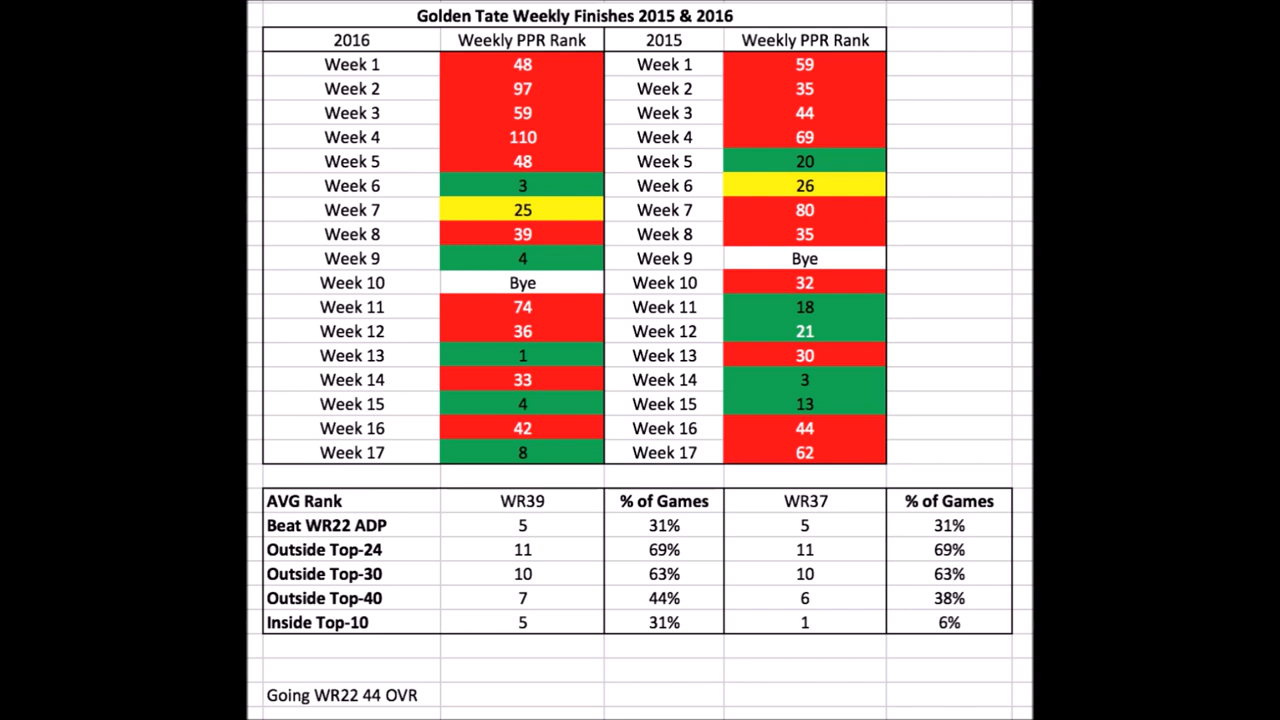 Golden Tate Weekly Finishes 2015 & 2016
2016 Weekly PPR Rank 2015 Weekly PPR Rank
Week 1 48 Week 1 59
Week 2 97 Week 2 35
Week 3 59 Week 3 44
Week 4 110 Week 4 69
Week 5 48 Week 5 20
Week 6 3 Week 6 26
Week 7 25 Week 7 80
Week 8 39 Week 8 35
Week 9 4 Week 9 Bye
Week 10 Bye Week 10 32
Week 11 74 Week 11 18
Week 12 36 Week 12 21
Week 13 1 Week 13 30
Week 14 33 Week 14 3
Week 15 4 Week 15 13
Week 16 42 Week 16 44
Week 17 8 Week 17 62
AVG Rank WR39 % of Games WR37 % of Games
Beat WR22 ADP 5 31% 5 31%
Outside Top-24 11 69% 11 69%
Outside Top-30 10 63% 10 63%
Outside Top-40 7 44% 6 38%
Inside Top-10 5 31% 1 6%
Going WR22 44 OVR